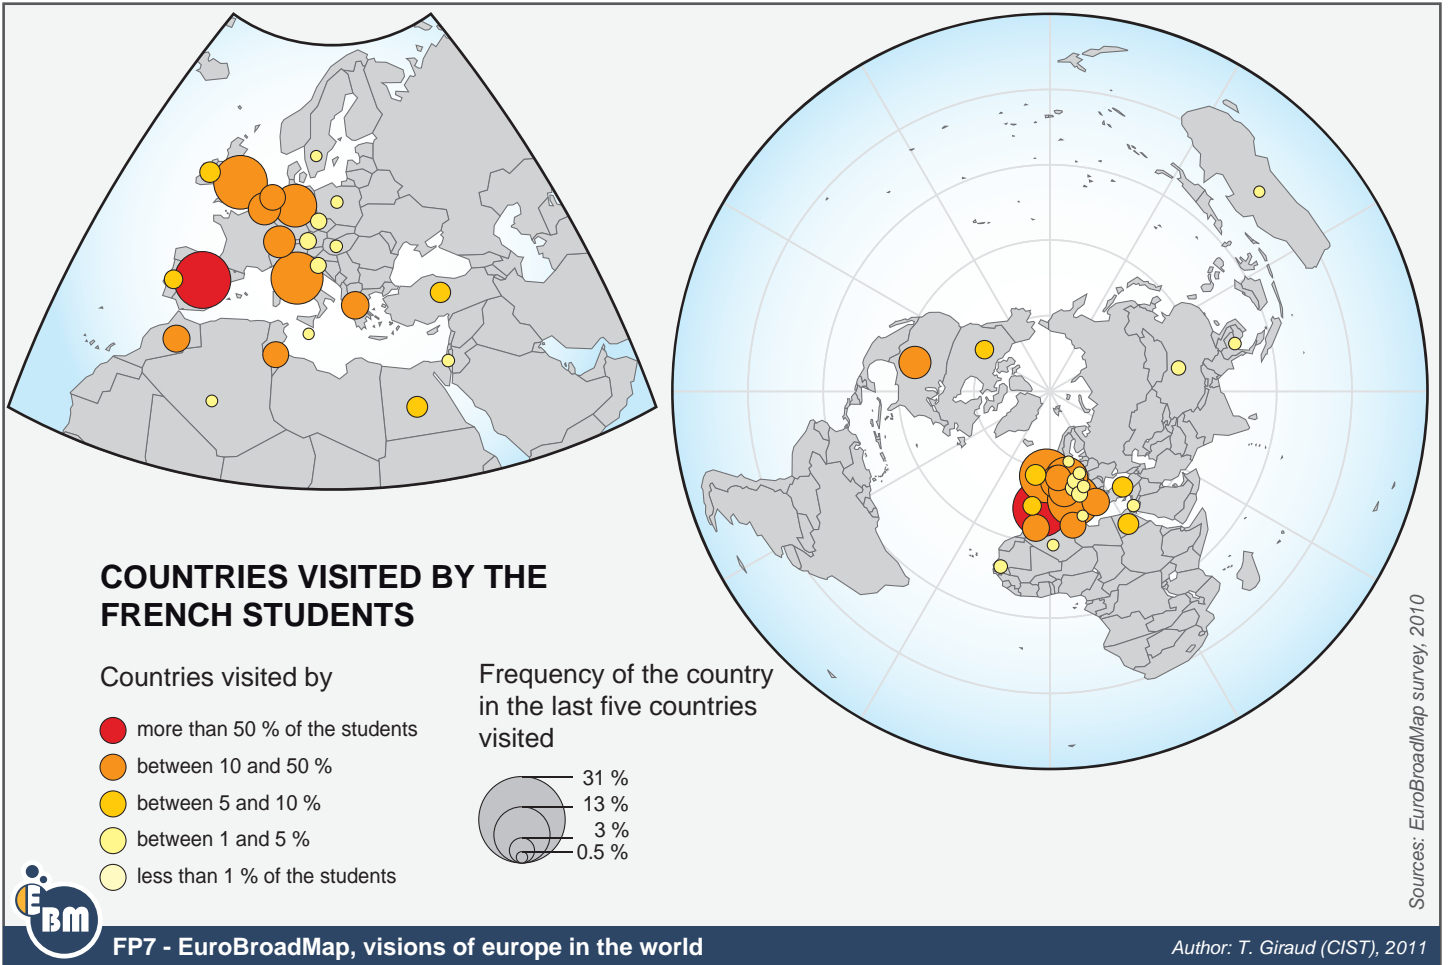 COUNTRIES VISITED BY THE
FRENCH STUDENTS
Countries visited by
more than 50 % of the students
between 10 and 50 %
between 5 and 10 %
between 1 and 5 %
less than 1 % of the students
Frequency of the country
in the last five countries
visited
31 %
13 %
3 %
0.5 %
Sources: EuroBroadMap survey, 2010
EBM
FP7 - EuroBroadMap, visions of europe in the world
Author: T. Giraud (CIST), 2011